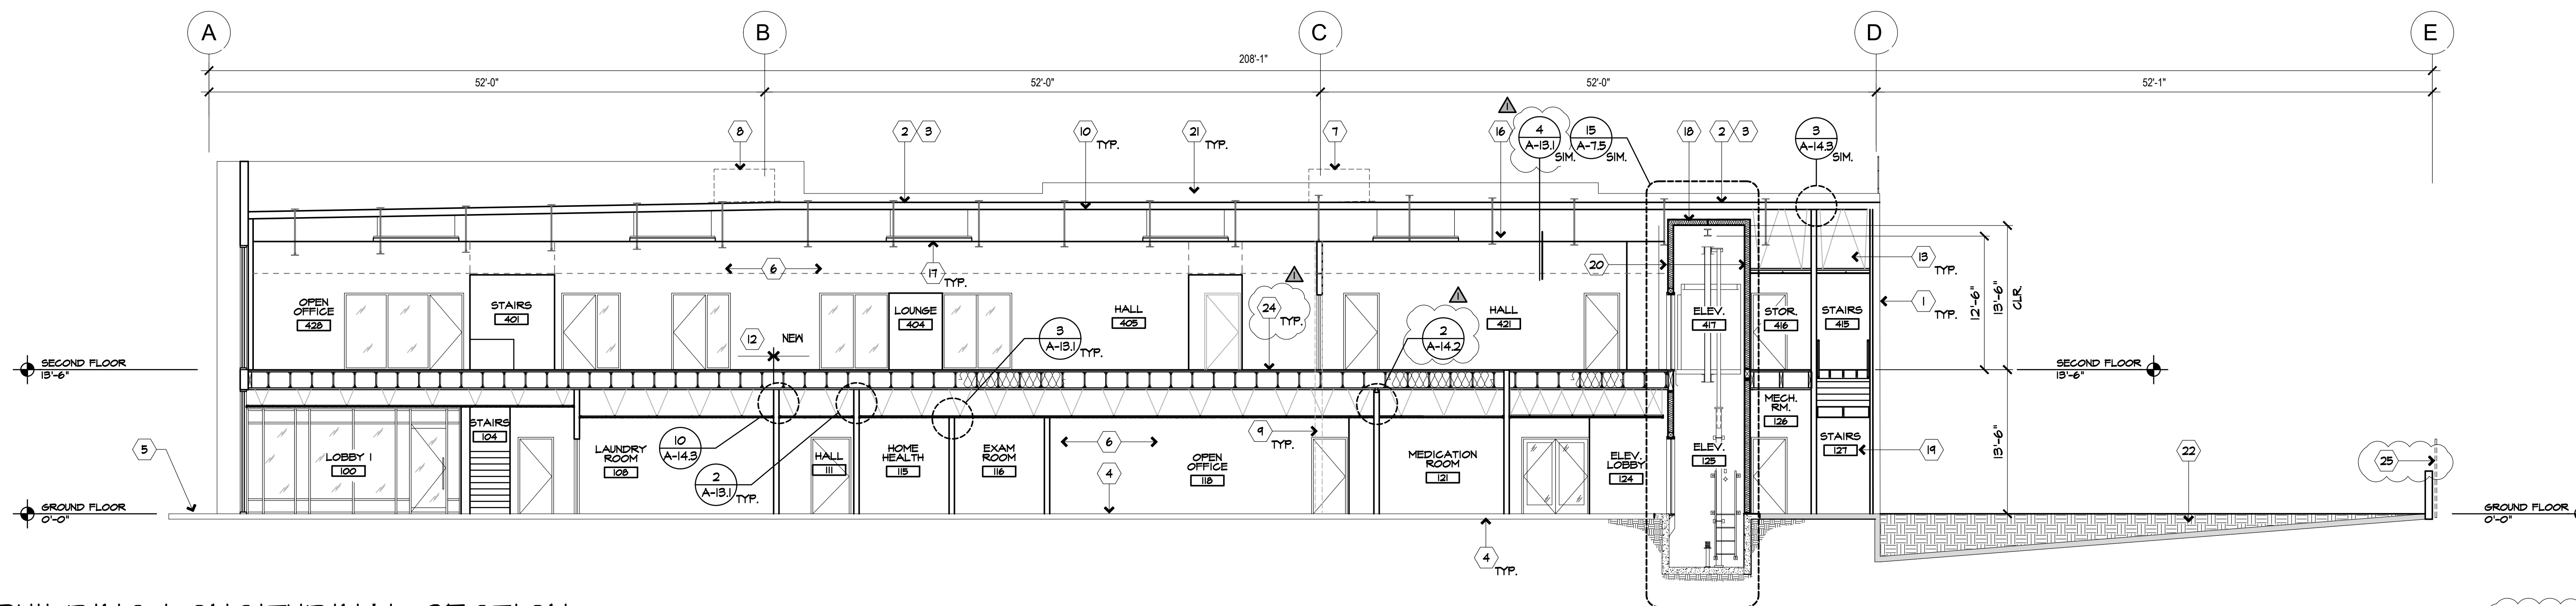 A B C D E
208'-1"
52'-0" 52'-0" 52'-0" 52'-1"
8
2 3
10 TYP.
21 TYP.
7
16
4 A-13.1 SIM.
15 A-7.5 SIM.
18
2 3
3 A-14.3 SIM.
6
17 TYP.
20
13 TYP.
1 TYP.
OPEN OFFICE 428
STAIRS 401
LOUNGE 404
HALL 405
24 TYP.
HALL 421
ELEV. 417
STOR. 416
STAIRS 415
12'-6"
13'-6" CLR
12 NEW
3 A-13.1 TYP.
2 A-14.2
SECOND FLOOR
13'-6"
SECOND FLOOR
13'-6"
5
LOBBY 1 100
STAIRS 104
LAUNDRY ROOM 108
10 A-14.3
2 A-13.1 TYP.
HALL 111
HOME HEALTH 115
EXAM ROOM 116
6
4
OPEN OFFICE 118
9 TYP.
MEDICATION ROOM 121
ELEV. LOBBY 124
ELEV. 125
MECH. RM. 126
STAIRS 127
19
13'-6"
22
25
GROUND FLOOR
0'-0"
GROUND FLOOR
0'-0"
4 TYP.